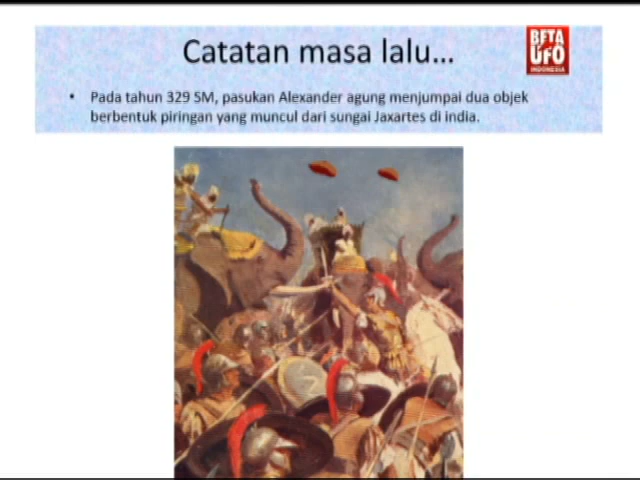 Catatan masa lalu...
BETA
UFO
INDONESIA
• Pada tahun 329 SM, pasukan Alexander agung menjumpai dua objek
berbentuk piringan yang muncul dari sungai Jaxartes di india.